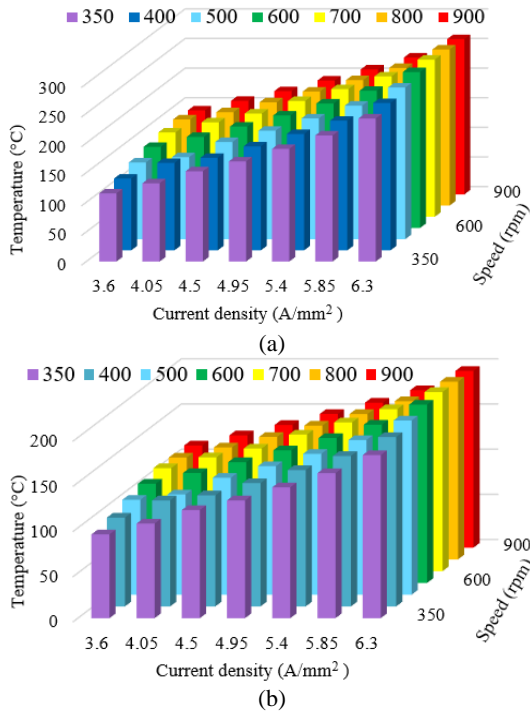 350 400 500 600 700 800 900
Temperature (°C)
300
250
200
150
100
50
0
3.6 4.05 4.5 4.95 5.4 5.85 6.3
Current density (A/mm²)
350
600
900
Speed (rpm)
(a)
350 400 500 600 700 800 900
Temperature (°C)
200
150
100
50
0
3.6 4.05 4.5 4.95 5.4 5.85 6.3
Current density (A/mm²)
350
600
900
Speed (rpm)
(b)